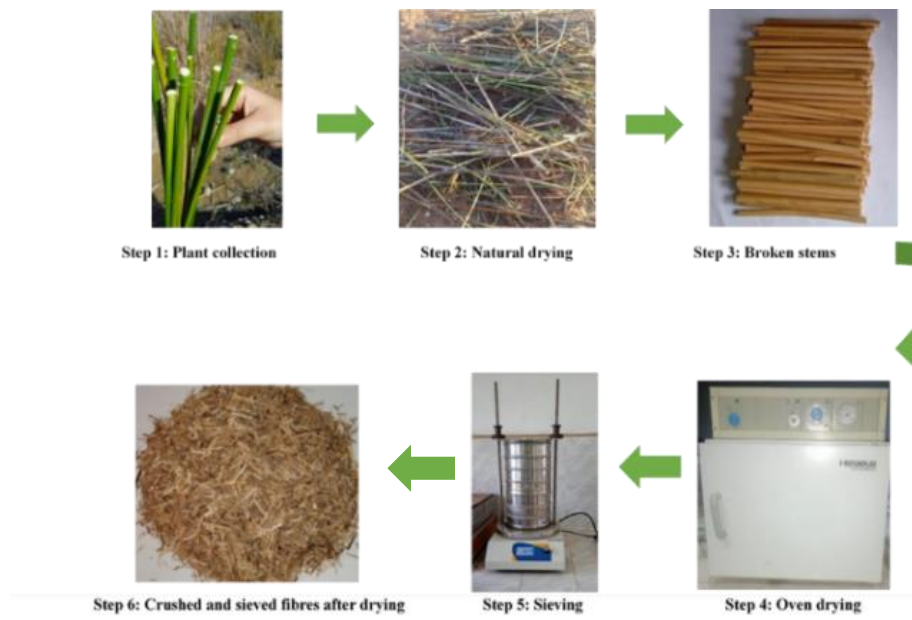 Step 1: Plant collection
Step 2: Natural drying
Step 3: Broken stems
Heraeus
Step 6: Crushed and sieved fibres after drying
Step 5: Sieving
Step 4: Oven drying